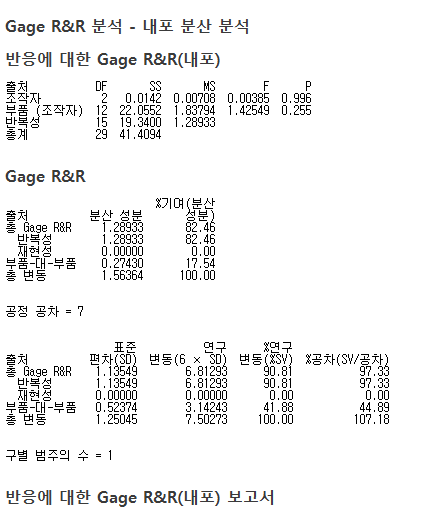 Gage R&R 분석 - 내포 분산 분석
반응에 대한 Gage R&R(내포)
출처 DF SS MS F P
조작자 2 0.0142 0.00708 0.00385 0.996
부품 (조작자) 12 22.0552 1.83794 1.42549 0.255
반복성 15 19.3400 1.28933
총계 29 41.4094
Gage R&R
%기여(분산
출처 분산 성분 성분)
총 Gage R&R 1.28933 82.46
반복성 1.28933 82.46
재현성 0.00000 0.00
부품-대-부품 0.27430 17.54
총 변동 1.56364 100.00
공정 공차 = 7
표준 연구 %연구
출처 편차(SD) 변동(6 × SD) 변동(%SV) %공차(SV/공차)
총 Gage R&R 1.13549 6.81293 90.81 97.33
반복성 1.13549 6.81293 90.81 97.33
재현성 0.00000 0.00000 0.00 0.00
부품-대-부품 0.52374 3.14243 41.88 44.89
총 변동 1.25045 7.50273 100.00 107.18
구별 범주의 수 = 1
반응에 대한 Gage R&R(내포) 보고서